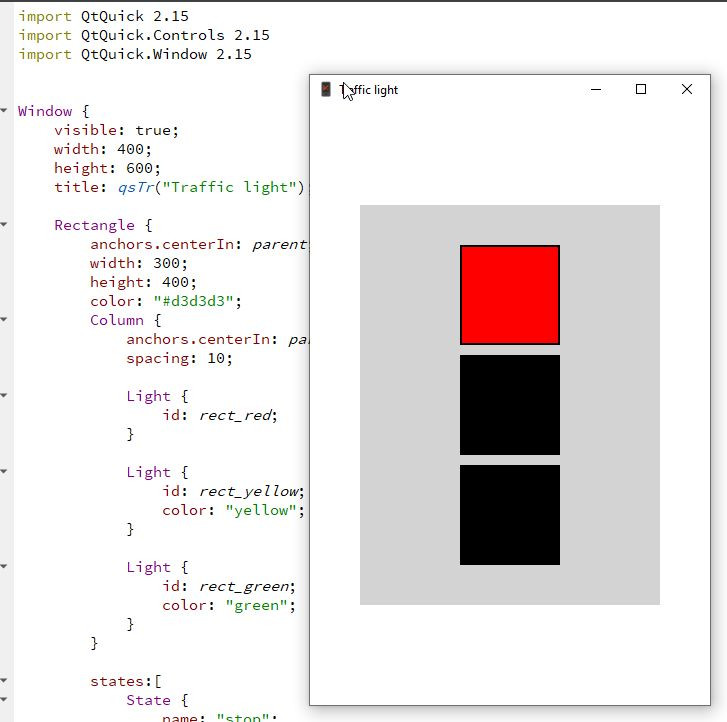 import QtQuick 2.15
import QtQuick.Controls 2.15
import QtQuick.Window 2.15
Window {
visible: true;
width: 400;
height: 600;
title: qsTr("Traffic light")
Rectangle {
anchors.centerIn: parent
width: 300;
height: 400;
color: "#d3d3d3";
Column {
anchors.centerIn: pa
spacing: 10;
Light {
id: rect_red;
}
Light {
id: rect_yellow;
color: "yellow";
}
Light {
id: rect_green;
color: "green";
}
}
states:[
State {
name: "stop";
Traffic light